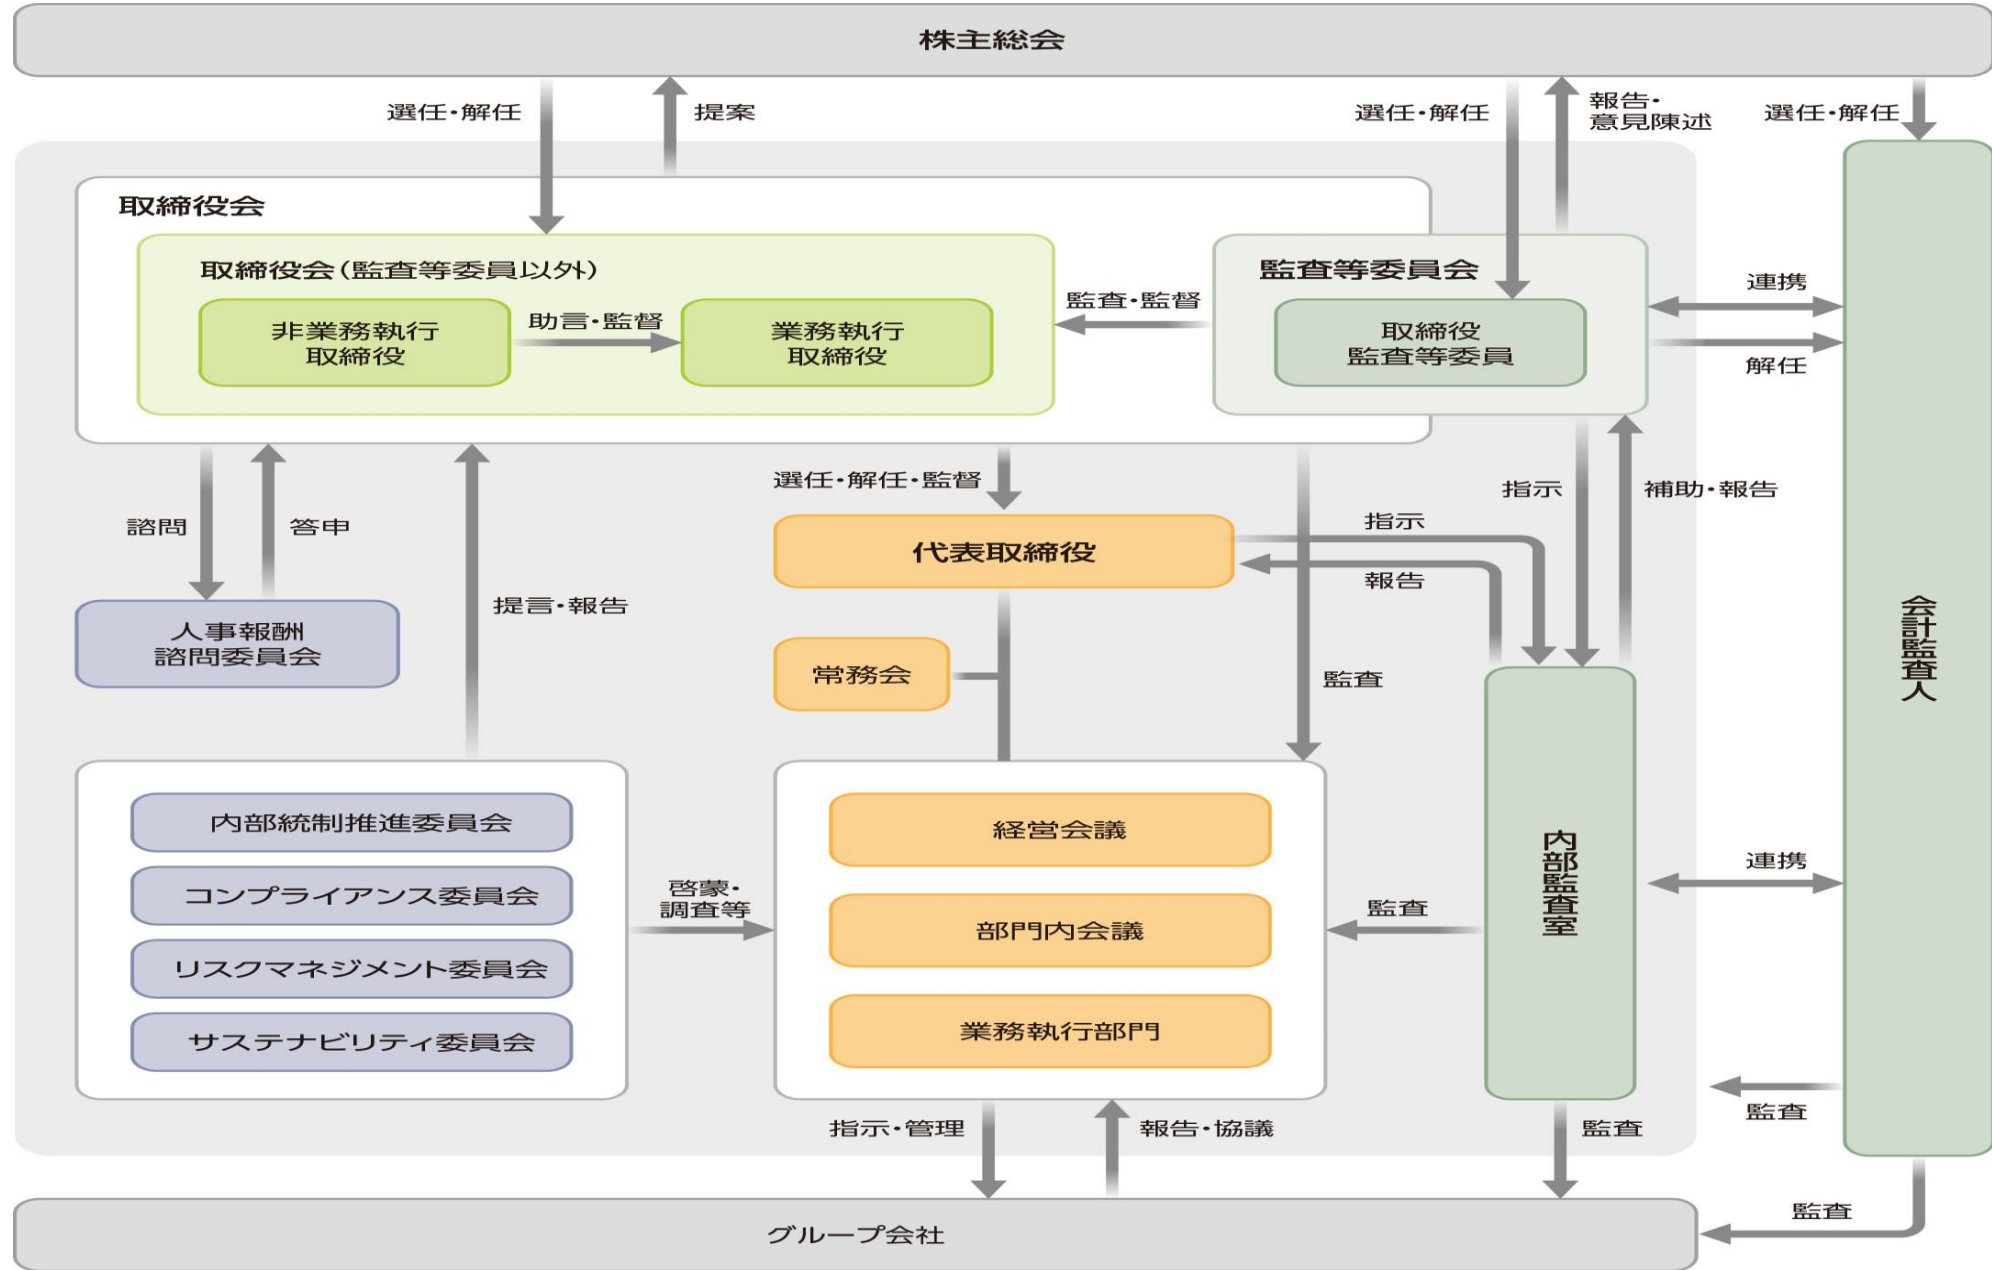 株主総会
選任・解任
提案
選任・解任
報告・
意見陳述
選任・解任
取締役会
取締役会（監査等委員以外）
監査等委員会
非業務執行
取締役
助言・監督
業務執行
取締役
監査・監督
取締役
監査等委員
連携
解任
諮問
答申
提言・報告
選任・解任・監督
指示
補助・報告
代表取締役
指示
報告
人事報酬
諮問委員会
常務会
監査
会計監査人
内部統制推進委員会
コンプライアンス委員会
リスクマネジメント委員会
サステナビリティ委員会
啓蒙・
調査等
経営会議
部門内会議
業務執行部門
監査
内部監査室
連携
監査
指示・管理
報告・協議
監査
監査
グループ会社